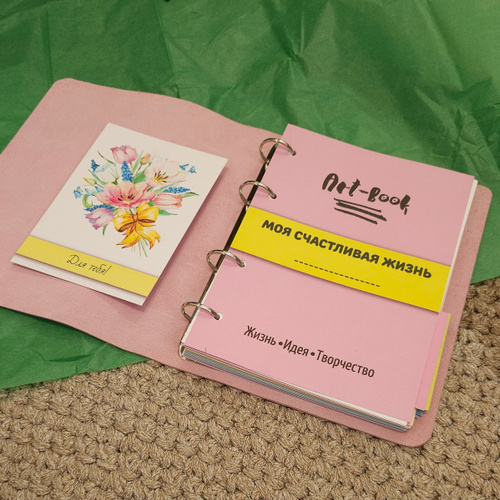 Для тебя!
Art-Book
МОЯ СЧАСТЛИВАЯ ЖИЗНЬ
Жизнь•Идея•Творчество